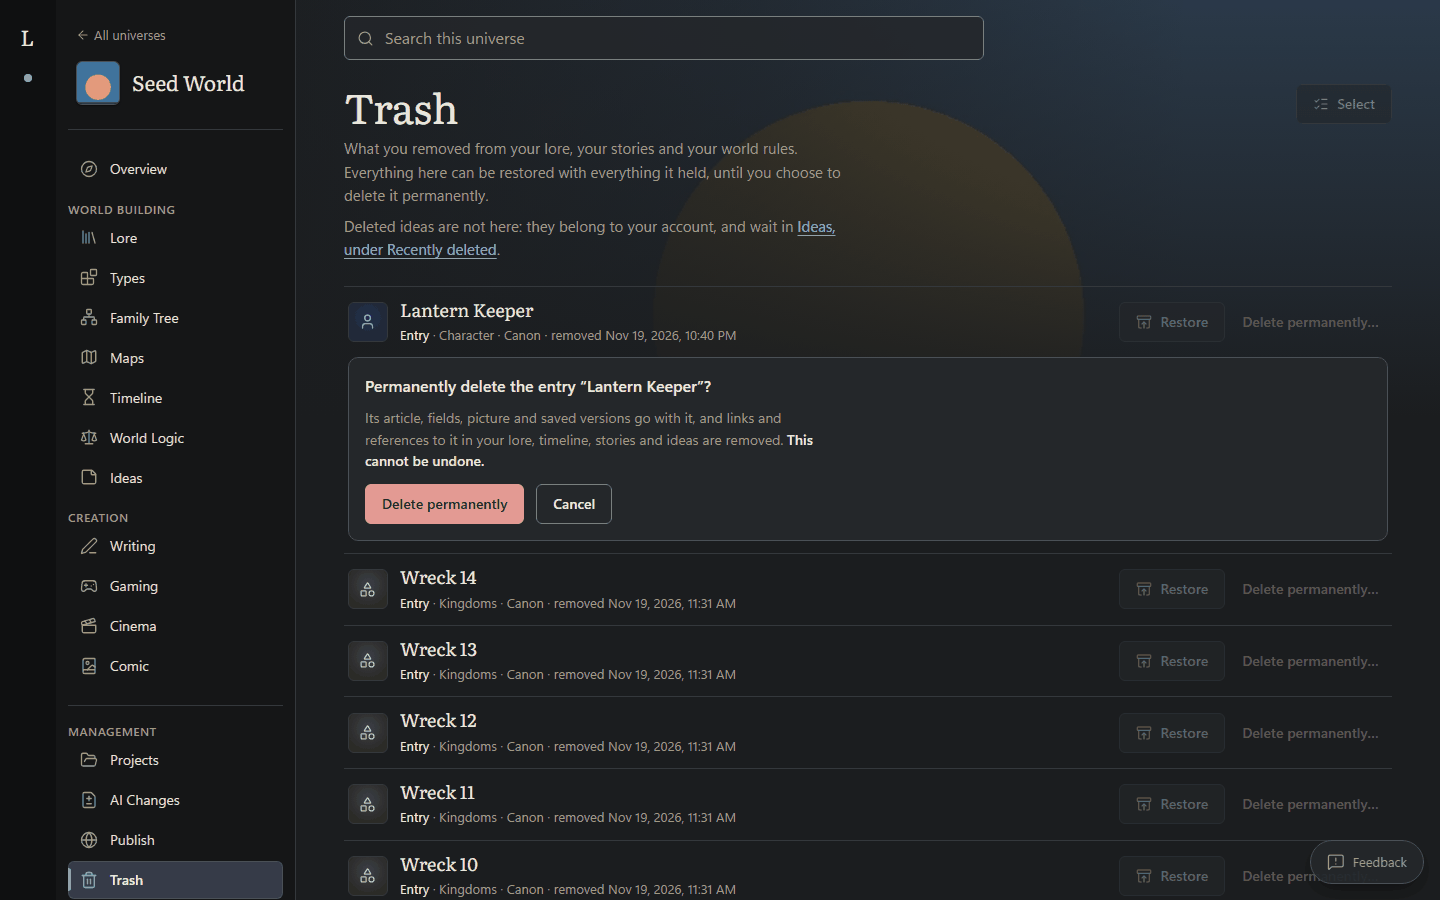 L
All universes
Seed World
Overview
WORLD BUILDING
Lore
Types
Family Tree
Maps
Timeline
World Logic
Ideas
CREATION
Writing
Gaming
Cinema
Comic
MANAGEMENT
Projects
AI Changes
Publish
Trash
Search this universe
Trash
Select
What you removed from your lore, your stories and your world rules.
Everything here can be restored with everything it held, until you choose to
delete it permanently.
Deleted ideas are not here: they belong to your account, and wait in Ideas,
under Recently deleted.
Lantern Keeper
Entry · Character · Canon · removed Nov 19, 2026, 10:40 PM
Restore
Delete permanently...
Permanently delete the entry “Lantern Keeper”?
Its article, fields, picture and saved versions go with it, and links and
references to it in your lore, timeline, stories and ideas are removed. This
cannot be undone.
Delete permanently
Cancel
Wreck 14
Entry · Kingdoms · Canon · removed Nov 19, 2026, 11:31 AM
Restore
Delete permanently...
Wreck 13
Entry · Kingdoms · Canon · removed Nov 19, 2026, 11:31 AM
Restore
Delete permanently...
Wreck 12
Entry · Kingdoms · Canon · removed Nov 19, 2026, 11:31 AM
Restore
Delete permanently...
Wreck 11
Entry · Kingdoms · Canon · removed Nov 19, 2026, 11:31 AM
Restore
Delete permanently...
Wreck 10
Entry · Kingdoms · Canon · removed Nov 19, 2026, 11:31 AM
Restore
Delete
Feedback